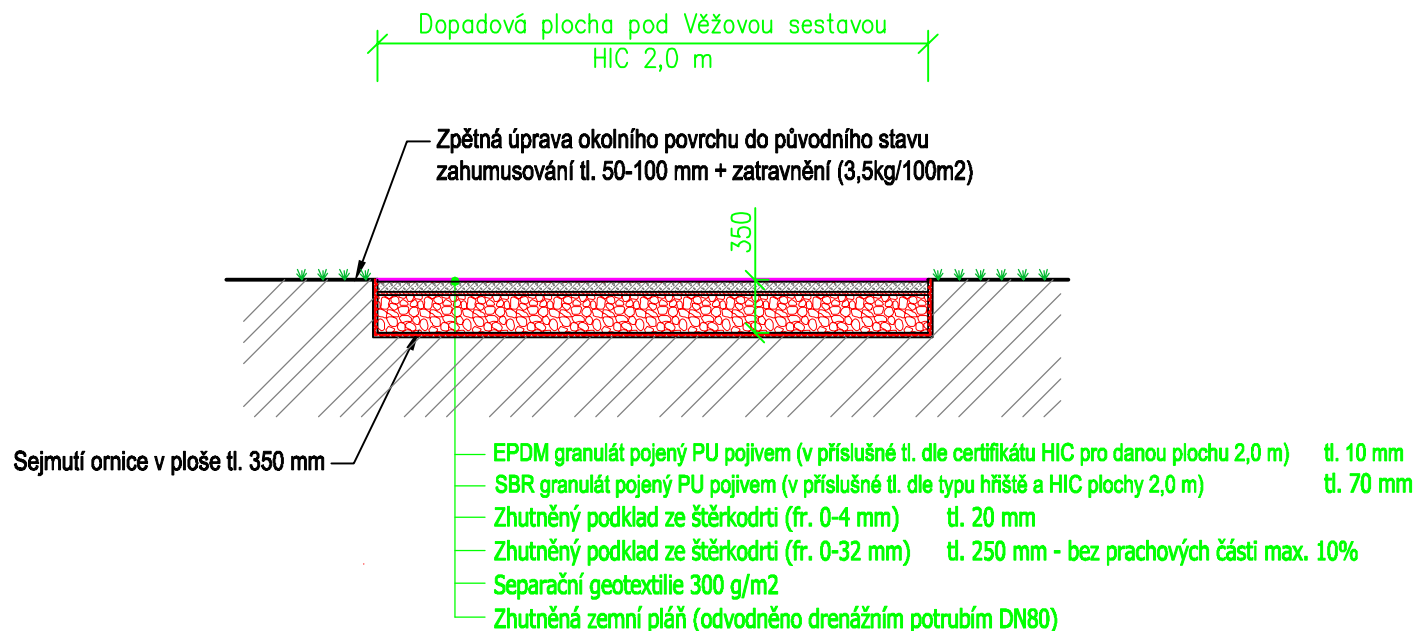 Dopadová plocha pod Věžovou sestavou
HIC 2,0 m
Zpětná úprava okolního povrchu do původního stavu
zahumusování tl. 50-100 mm + zatravnění (3,5kg/100m2)
350
Sejmutí ornice v ploše tl. 350 mm
EPDM granulát pojený PU pojivem (v příslušné tl. dle certifikátu HIC pro danou plochu 2,0 m) tl. 10 mm
SBR granulát pojený PU pojivem (v příslušné tl. dle typu hřiště a HIC plochy 2,0 m) tl. 70 mm
Zhutněný podklad ze štěrkodrti (fr. 0-4 mm) tl. 20 mm
Zhutněný podklad ze štěrkodrti (fr. 0-32 mm) tl. 250 mm - bez prachových části max. 10%
Separační geotextilie 300 g/m2
Zhutněná zemní pláň (odvodněno drenážním potrubím DN80)